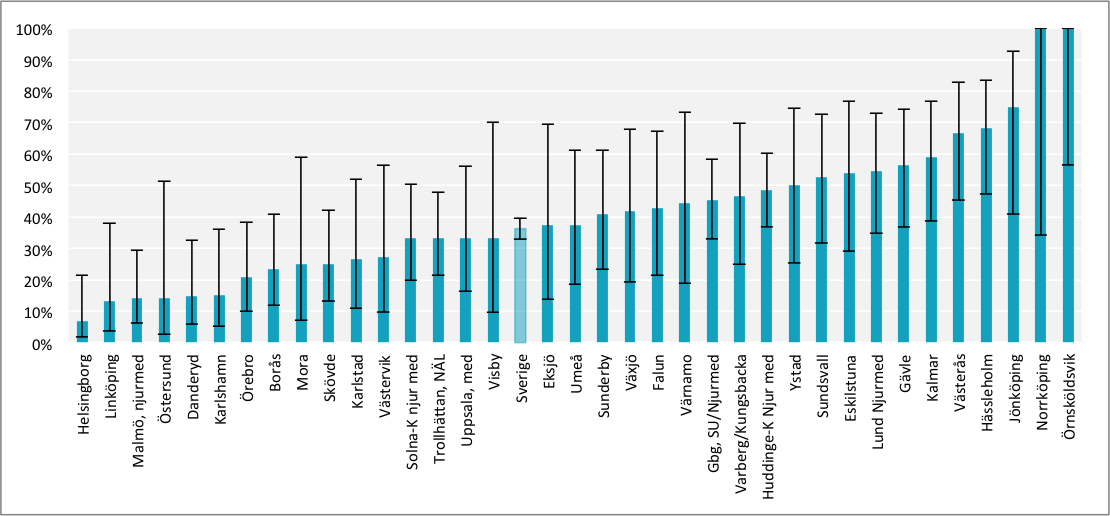 100%
90%
80%
70%
60%
50%
40%
30%
20%
10%
0%
Helsingborg
Linköping
Malmö, njurmed
Östersund
Danderyd
Karlshamn
Örebro
Borås
Mora
Skövde
Karlstad
Västervik
Solna-K njur med
Trollhättan, NÄL
Uppsala, med
Visby
Sverige
Eksjö
Umeå
Sunderby
Växjö
Falun
Värnamo
Gbg, SU/Njurmed
Varberg/Kungsbacka
Huddinge-K Njur med
Ystad
Sundsvall
Eskilstuna
Lund Njurmed
Gävle
Kalmar
Västerås
Hässleholm
Jönköping
Norrköping
Örnsköldsvik